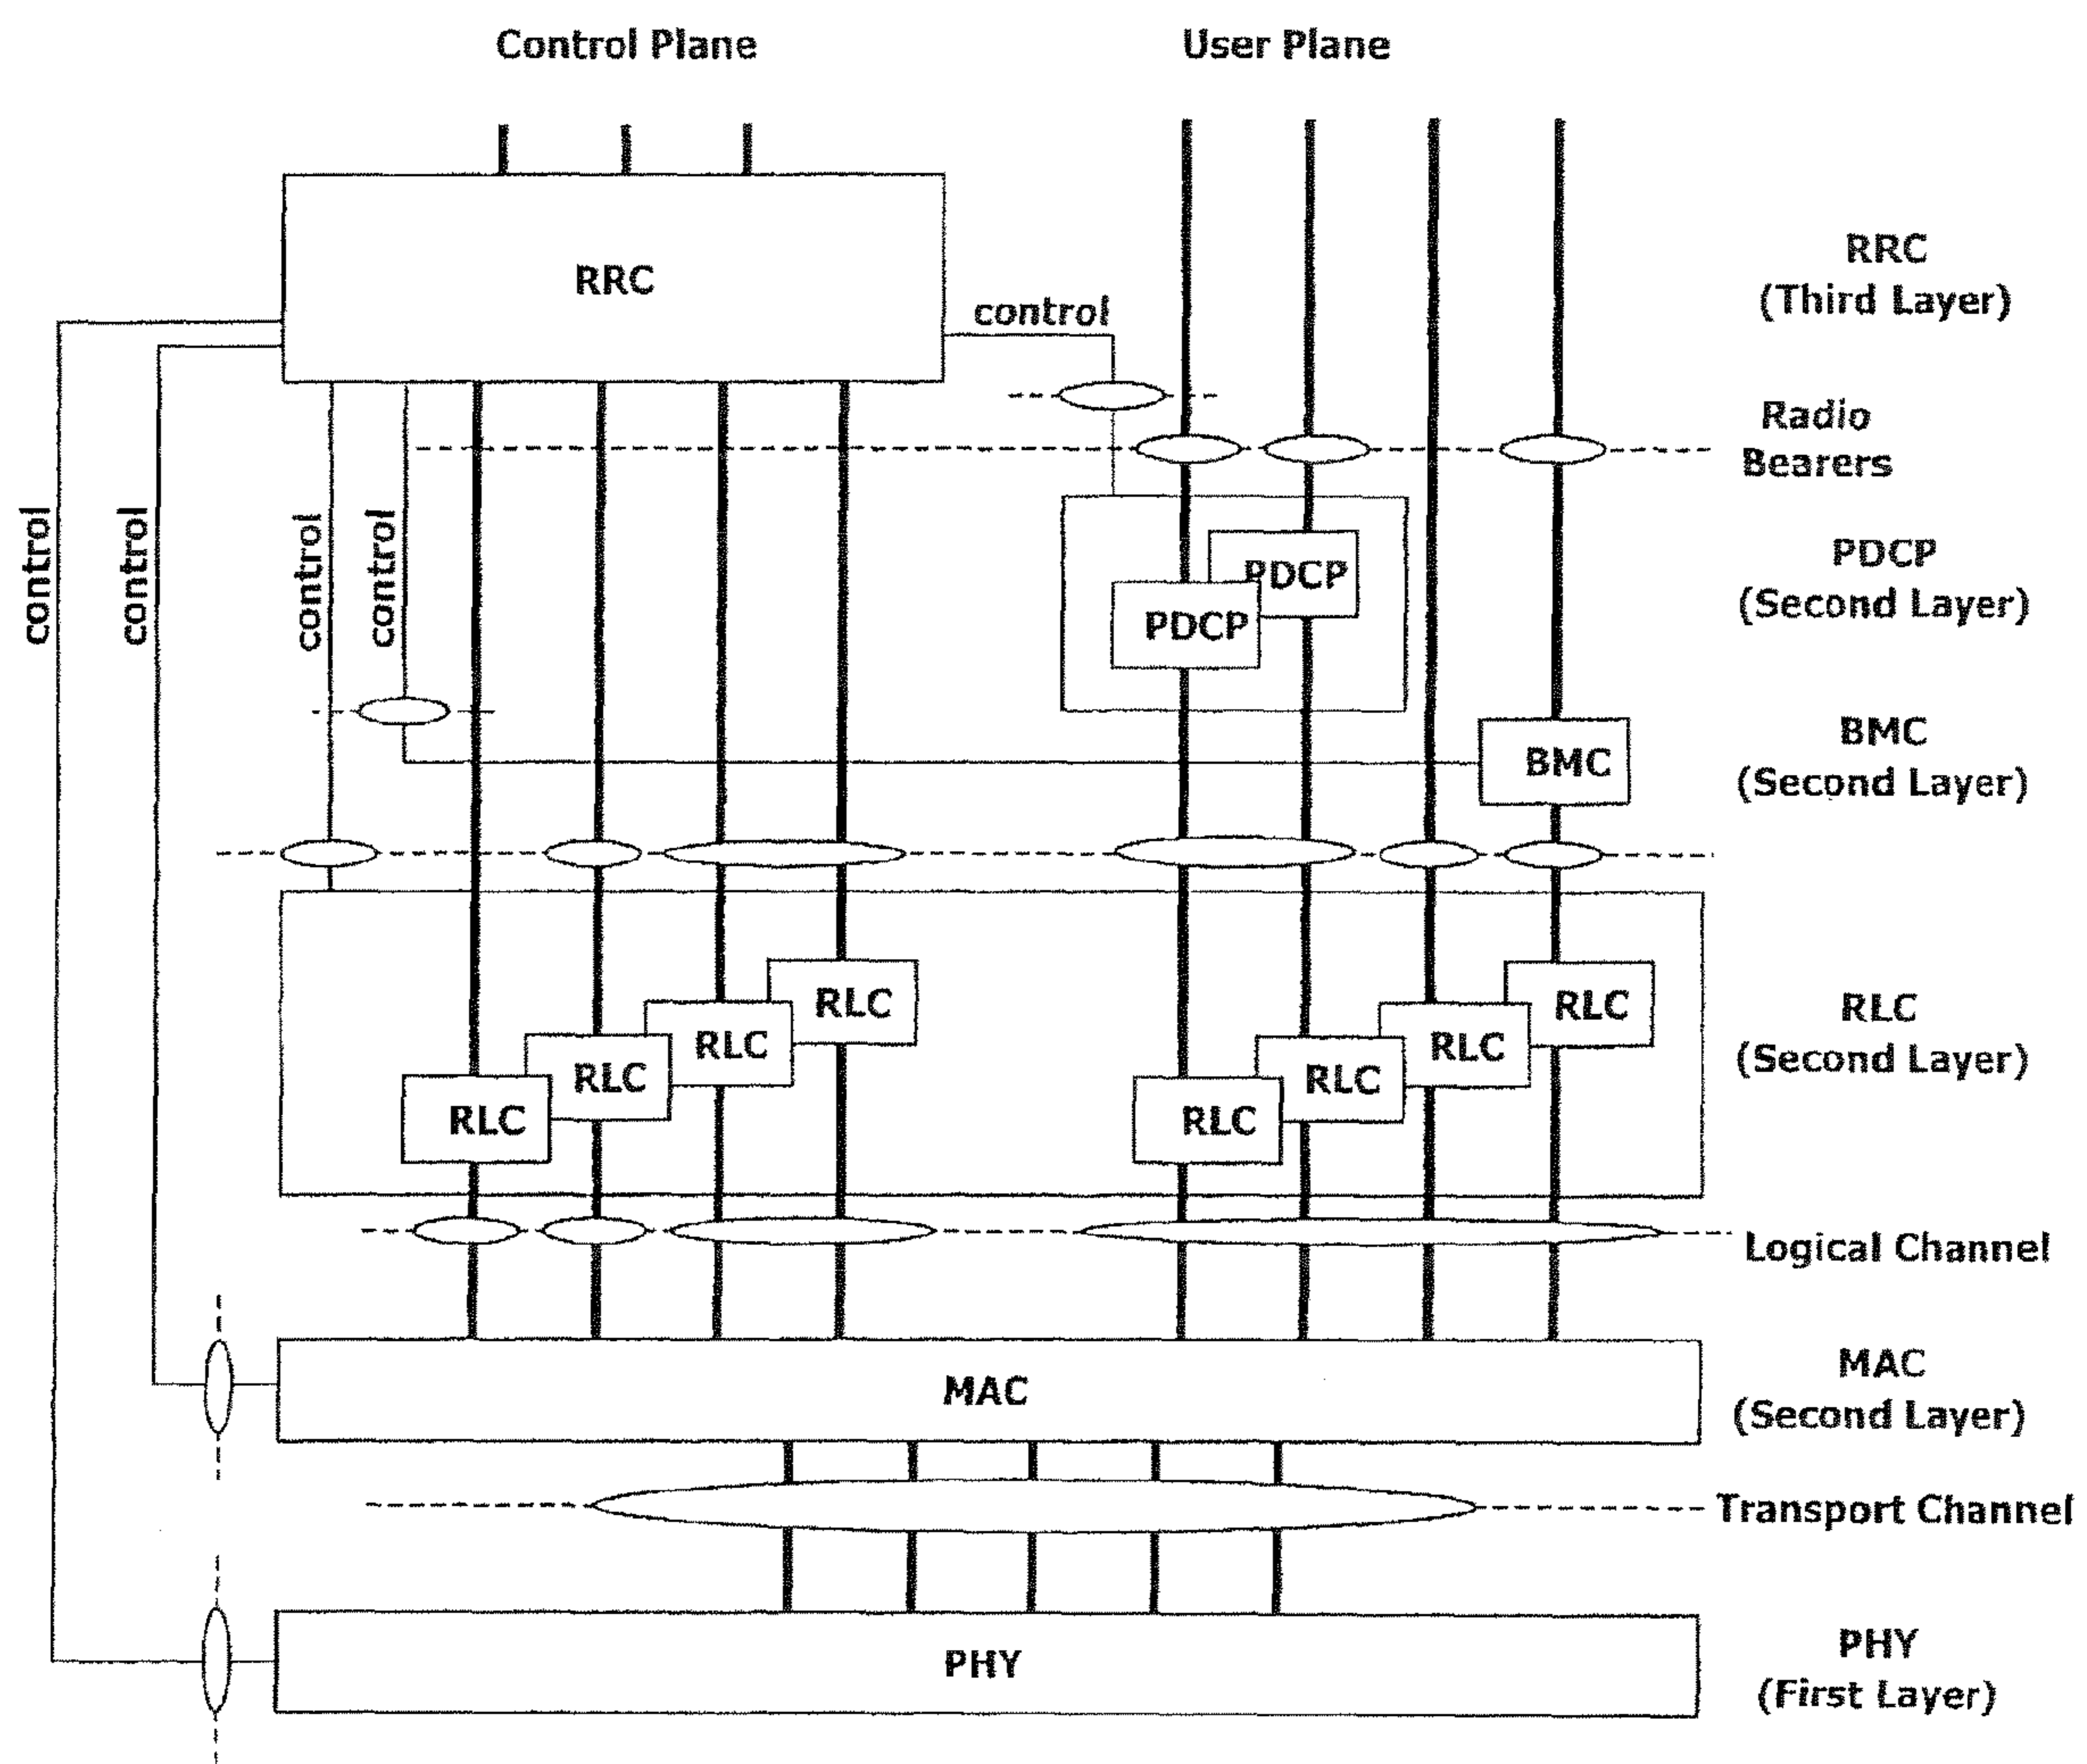 Control Plane
User Plane
RRC
control
RRC
(Third Layer)
Radio
Bearers
control
control
control
control
PDCP
PDCP
PDCP
(Second Layer)
BMC
BMC
(Second Layer)
RLC
RLC
RLC
RLC
RLC
RLC
RLC
RLC
RLC
(Second Layer)
Logical Channel
MAC
MAC
(Second Layer)
Transport Channel
PHY
PHY
(First Layer)